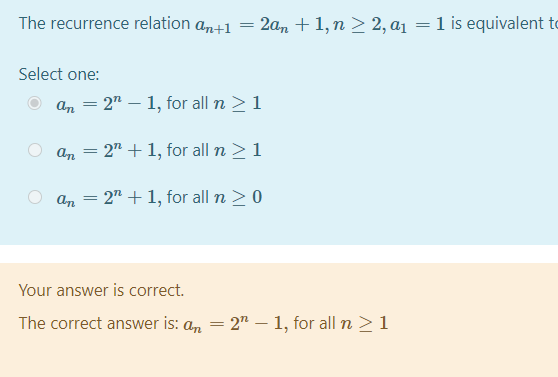 The recurrence relation aₙ₊₁ = 2aₙ + 1, n ≥ 2, a₁ = 1 is equivalent
Select one:
aₙ = 2ⁿ − 1, for all n ≥ 1
aₙ = 2ⁿ + 1, for all n ≥ 1
aₙ = 2ⁿ + 1, for all n ≥ 0
Your answer is correct.
The correct answer is: aₙ = 2ⁿ − 1, for all n ≥ 1